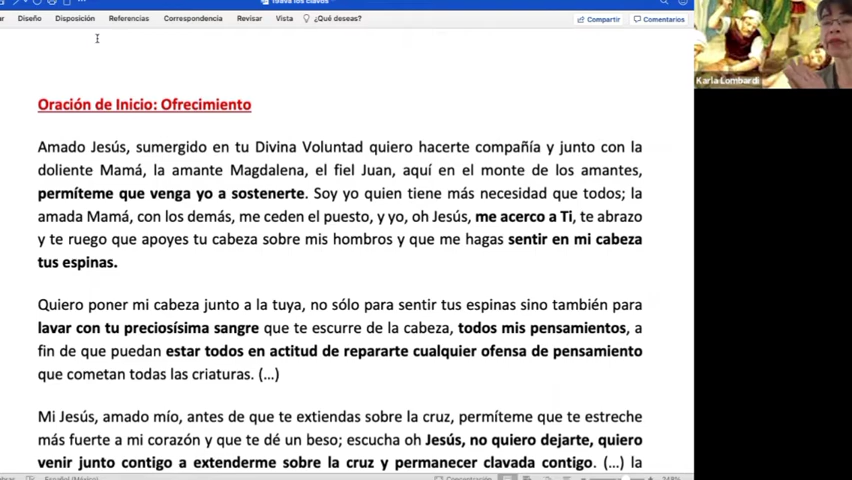 Diseño Disposición Referencias Correspondencia Revisar Vista ¿Qué deseas? Compartir Comentarios
Karla Lombardi
Oración de Inicio: Ofrecimiento
Amado Jesús, sumergido en tu Divina Voluntad quiero hacerte compañía y junto con la
doliente Mamá, la amante Magdalena, el fiel Juan, aquí en el monte de los amantes,
permíteme que venga yo a sostenerte. Soy yo quien tiene más necesidad que todos; la
amada Mamá, con los demás, me ceden el puesto, y yo, oh Jesús, me acerco a Ti, te abrazo
y te ruego que apoyes tu cabeza sobre mis hombros y que me hagas sentir en mi cabeza
tus espinas.
Quiero poner mi cabeza junto a la tuya, no sólo para sentir tus espinas sino también para
lavar con tu preciosísima sangre que te escurre de la cabeza, todos mis pensamientos, a
fin de que puedan estar todos en actitud de repararte cualquier ofensa de pensamiento
que cometan todas las criaturas. (...)
Mi Jesús, amado mío, antes de que te extiendas sobre la cruz, permíteme que te estreche
más fuerte a mi corazón y que te dé un beso; escucha oh Jesús, no quiero dejarte, quiero
venir junto contigo a extenderme sobre la cruz y permanecer clavada contigo. (...) la